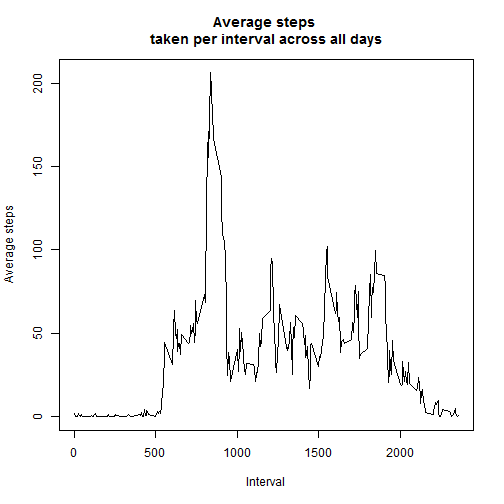 Average steps
taken per interval across all days
200
150
100
50
0
Average steps
0 500 1000 1500 2000
Interval